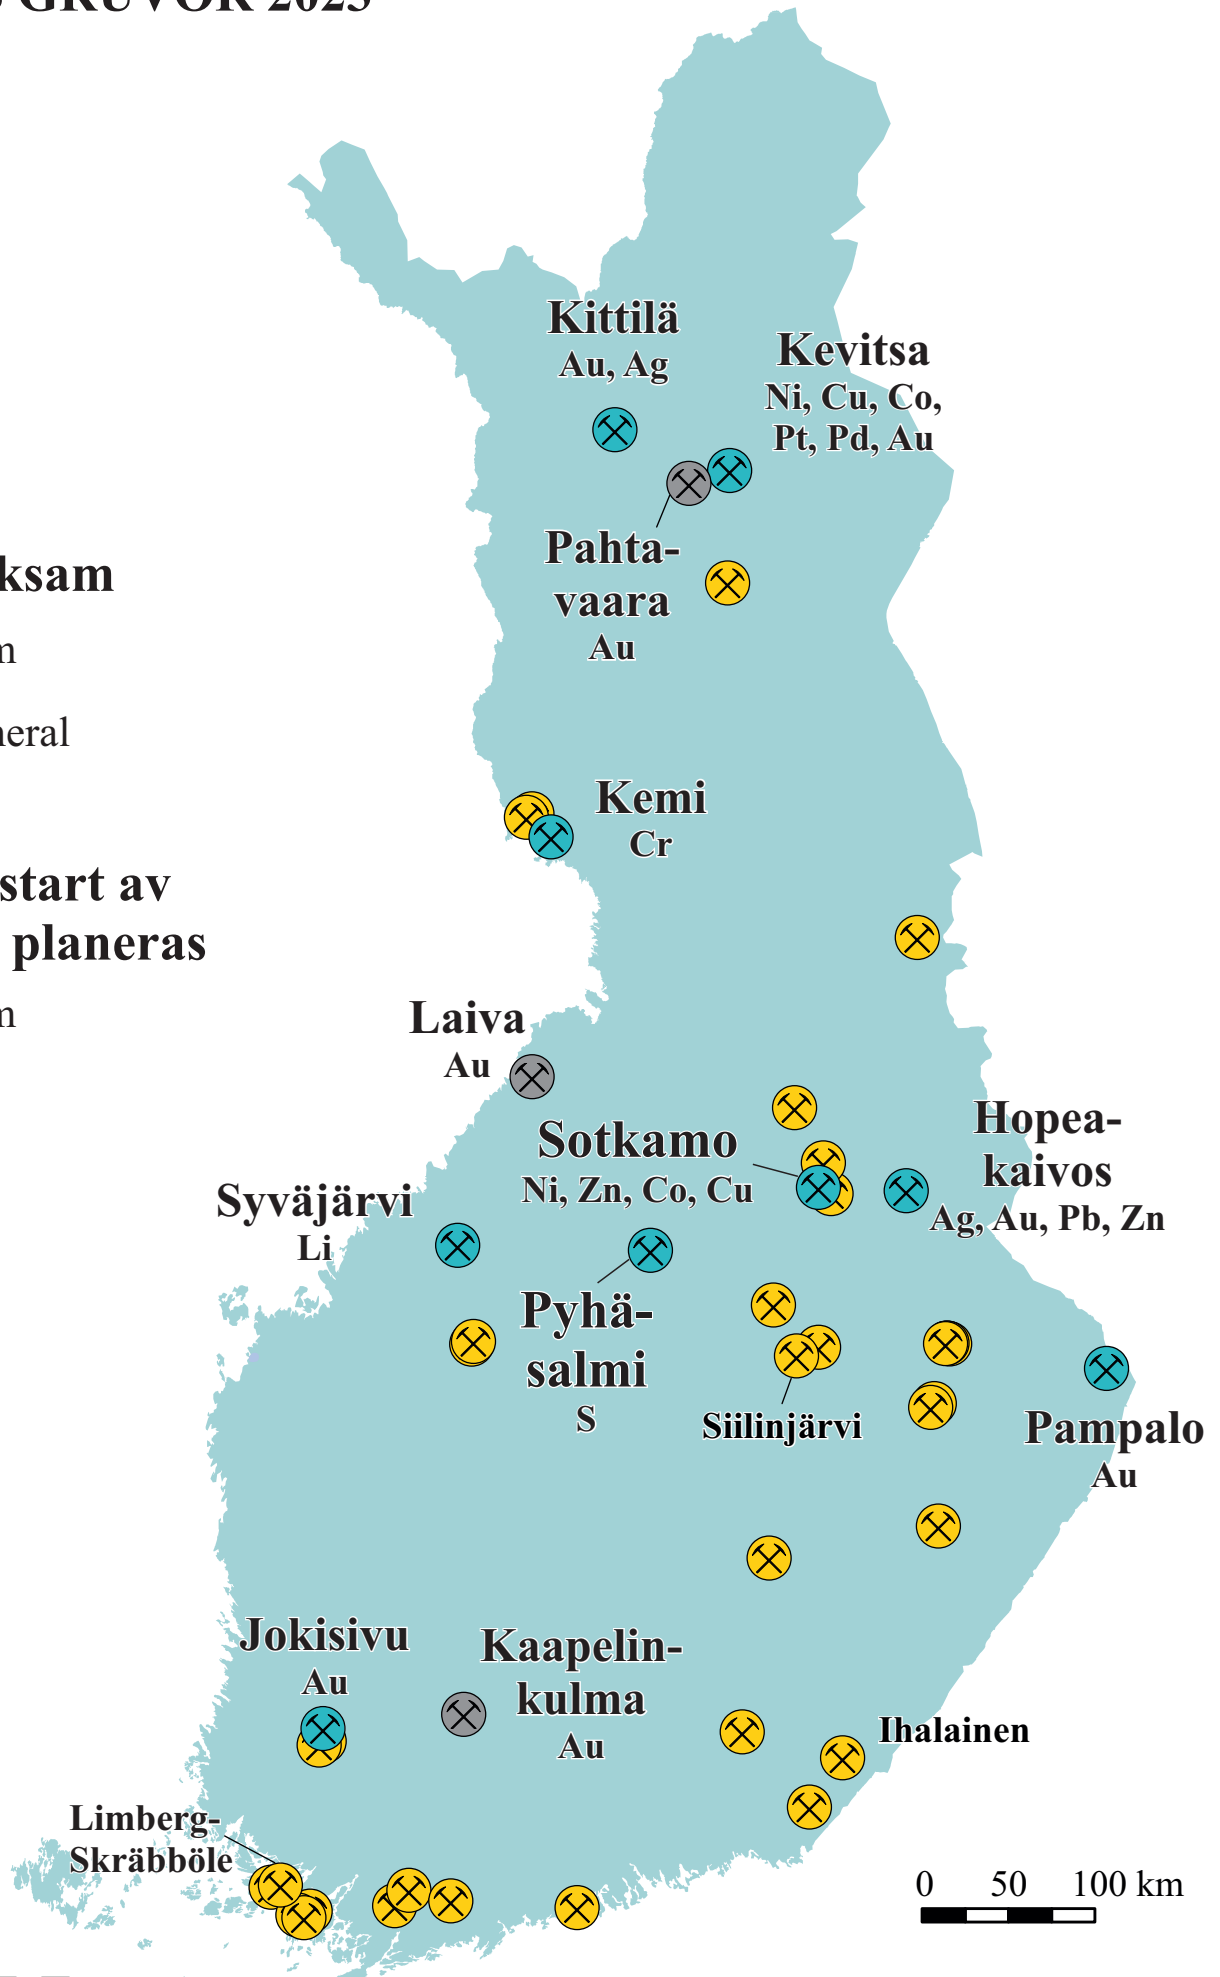 GRUVOR 2023
Kittilä
Au, Ag
Kevitsa
Ni, Cu, Co,
Pt, Pd, Au
Pahta-
vaara
Au
Kemi
Cr
start av
planeras
Laiva
Au
Sotkamo
Ni, Zn, Co, Cu
Hopea-
kaivos
Ag, Au, Pb, Zn
Syväjärvi
Li
Pyhä-
salmi
S
Siilinjärvi
Pampalo
Au
Jokisivu
Au
Kaapelin-
kulma
Au
Ihalainen
Limberg-
Skräbböle
0 50 100 km